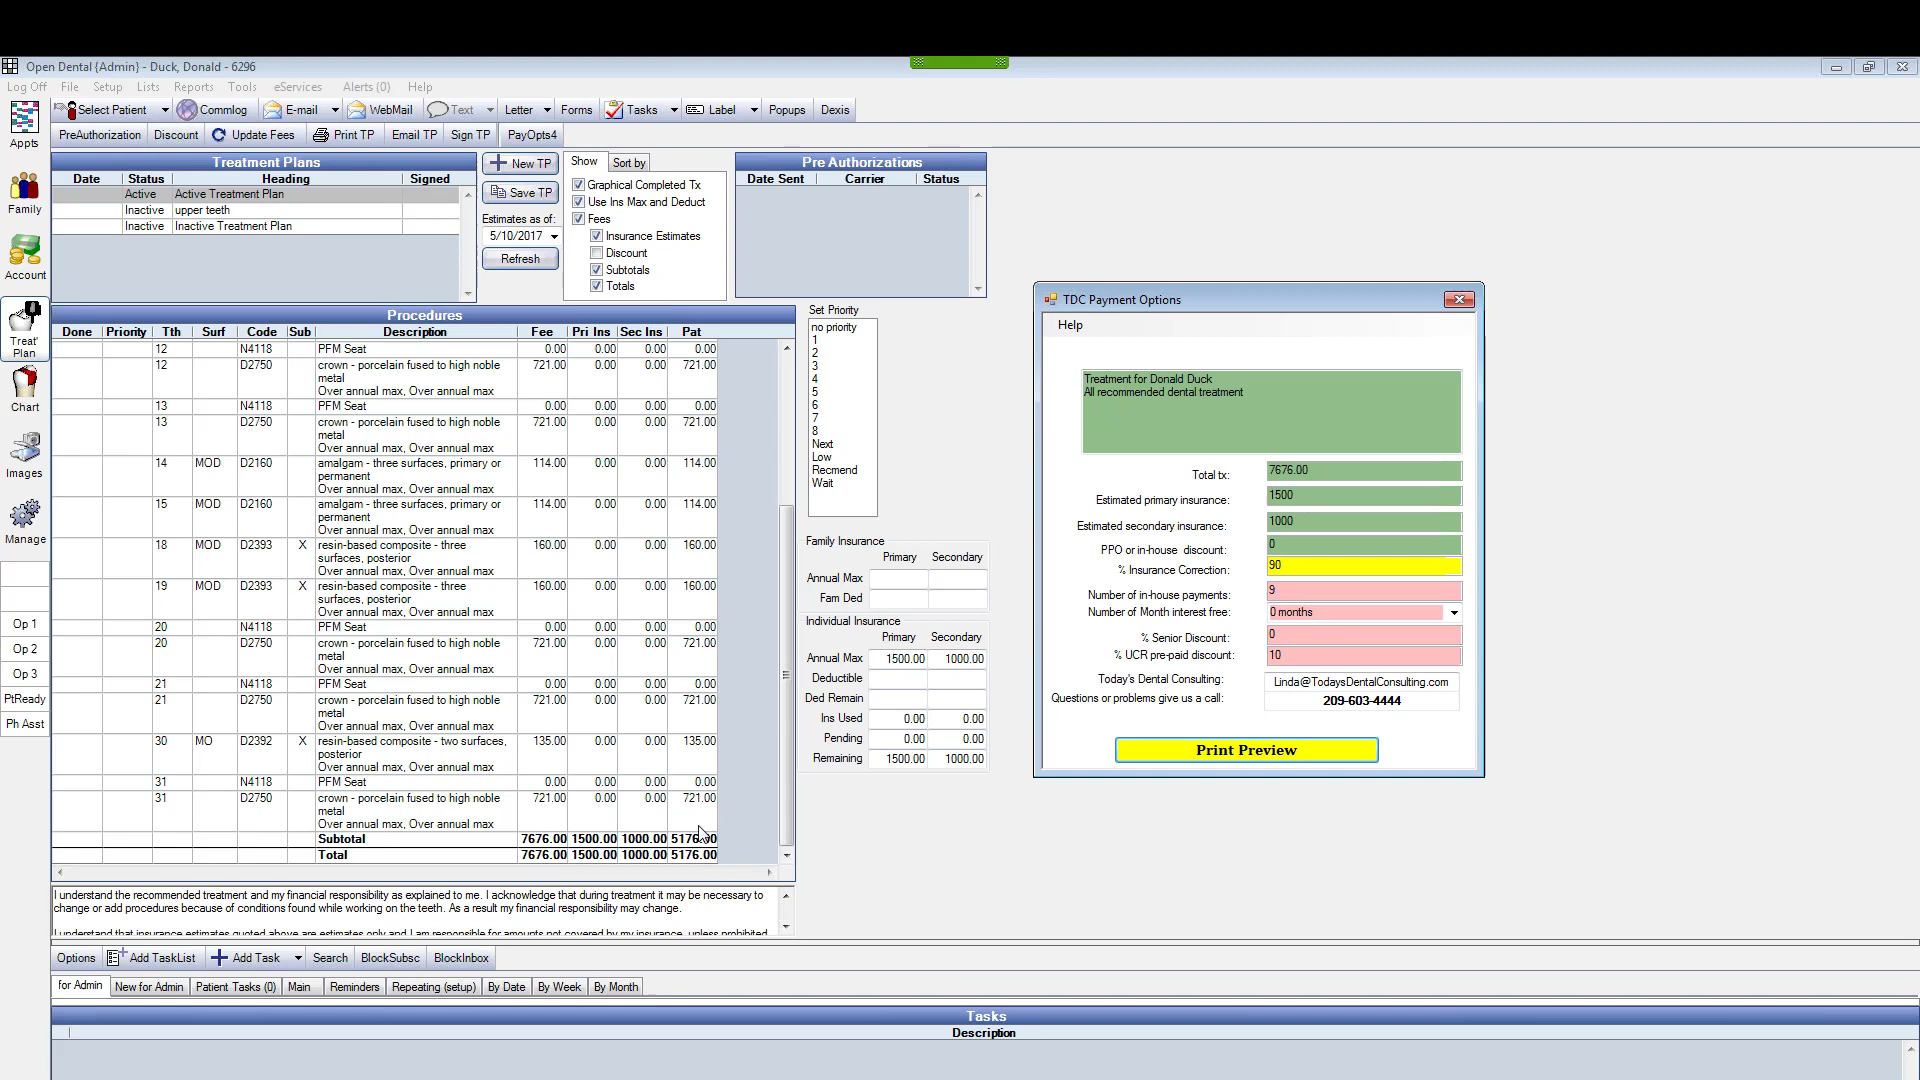 Open Dental {Admin} - Duck, Donald - 6296
Log Off File Setup Lists Reports Tools eServices Alerts (0) Help
Select Patient Commlog E-mail WebMail Text Letter Forms Tasks Label Popups Dexis
PreAuthorization Discount Update Fees Print TP Email TP Sign TP PayOpts4
Appts
Family
Account
Treat' Plan
Chart
Images
Manage
Op 1
Op 2
Op 3
PtReady
Ph Asst
Treatment Plans
Date Status Heading Signed
Active Active Treatment Plan
Inactive upper teeth
Inactive Inactive Treatment Plan
New TP
Save TP
Estimates as of:
5/10/2017
Refresh
Show Sort by
Graphical Completed Tx
Use Ins Max and Deduct
Fees
Insurance Estimates
Discount
Subtotals
Totals
Pre Authorizations
Date Sent Carrier Status
Procedures
Done Priority Tth Surf Code Sub Description Fee Pri Ins Sec Ins Pat
12 N4118 PFM Seat 0.00 0.00 0.00 0.00
12 D2750 crown - porcelain fused to high noble 721.00 0.00 0.00 721.00
metal
Over annual max, Over annual max
13 N4118 PFM Seat 0.00 0.00 0.00 0.00
13 D2750 crown - porcelain fused to high noble 721.00 0.00 0.00 721.00
metal
Over annual max, Over annual max
14 MOD D2160 amalgam - three surfaces, primary or 114.00 0.00 0.00 114.00
permanent
Over annual max, Over annual max
15 MOD D2160 amalgam - three surfaces, primary or 114.00 0.00 0.00 114.00
permanent
Over annual max, Over annual max
18 MOD D2393 X resin-based composite - three 160.00 0.00 0.00 160.00
surfaces, posterior
Over annual max, Over annual max
19 MOD D2393 X resin-based composite - three 160.00 0.00 0.00 160.00
surfaces, posterior
Over annual max, Over annual max
20 N4118 PFM Seat 0.00 0.00 0.00 0.00
20 D2750 crown - porcelain fused to high noble 721.00 0.00 0.00 721.00
metal
Over annual max, Over annual max
21 N4118 PFM Seat 0.00 0.00 0.00 0.00
21 D2750 crown - porcelain fused to high noble 721.00 0.00 0.00 721.00
metal
Over annual max, Over annual max
30 MO D2392 X resin-based composite - two surfaces, 135.00 0.00 0.00 135.00
posterior
Over annual max, Over annual max
31 N4118 PFM Seat 0.00 0.00 0.00 0.00
31 D2750 crown - porcelain fused to high noble 721.00 0.00 0.00 721.00
metal
Over annual max, Over annual max
Subtotal 7676.00 1500.00 1000.00 5176.00
Total 7676.00 1500.00 1000.00 5176.00
Set Priority
no priority
1
2
3
4
5
6
7
8
Next
Low
Recmend
Wait
Family Insurance
Primary Secondary
Annual Max
Fam Ded
Individual Insurance
Primary Secondary
Annual Max 1500.00 1000.00
Deductible
Ded Remain
Ins Used 0.00 0.00
Pending 0.00 0.00
Remaining 1500.00 1000.00
TDC Payment Options
Help
Treatment for Donald Duck
All recommended dental treatment
Total tx: 7676.00
Estimated primary insurance: 1500
Estimated secondary insurance: 1000
PPO or in-house discount: 0
% Insurance Correction: 90
Number of in-house payments: 9
Number of Month interest free: 0 months
% Senior Discount: 0
% UCR pre-paid discount: 10
Today's Dental Consulting: Linda@TodaysDentalConsulting.com
Questions or problems give us a call: 209-603-4444
Print Preview
I understand the recommended treatment and my financial responsibility as explained to me. I acknowledge that during treatment it may be necessary to
change or add procedures because of conditions found while working on the teeth. As a result my financial responsibility may change.
I understand that insurance estimates quoted above are estimates only and I am responsible for amounts not covered by my insurance, unless prohibited
Options Add TaskList Add Task Search BlockSubsc BlockInbox
for Admin New for Admin Patient Tasks (0) Main Reminders Repeating (setup) By Date By Week By Month
Tasks
Description